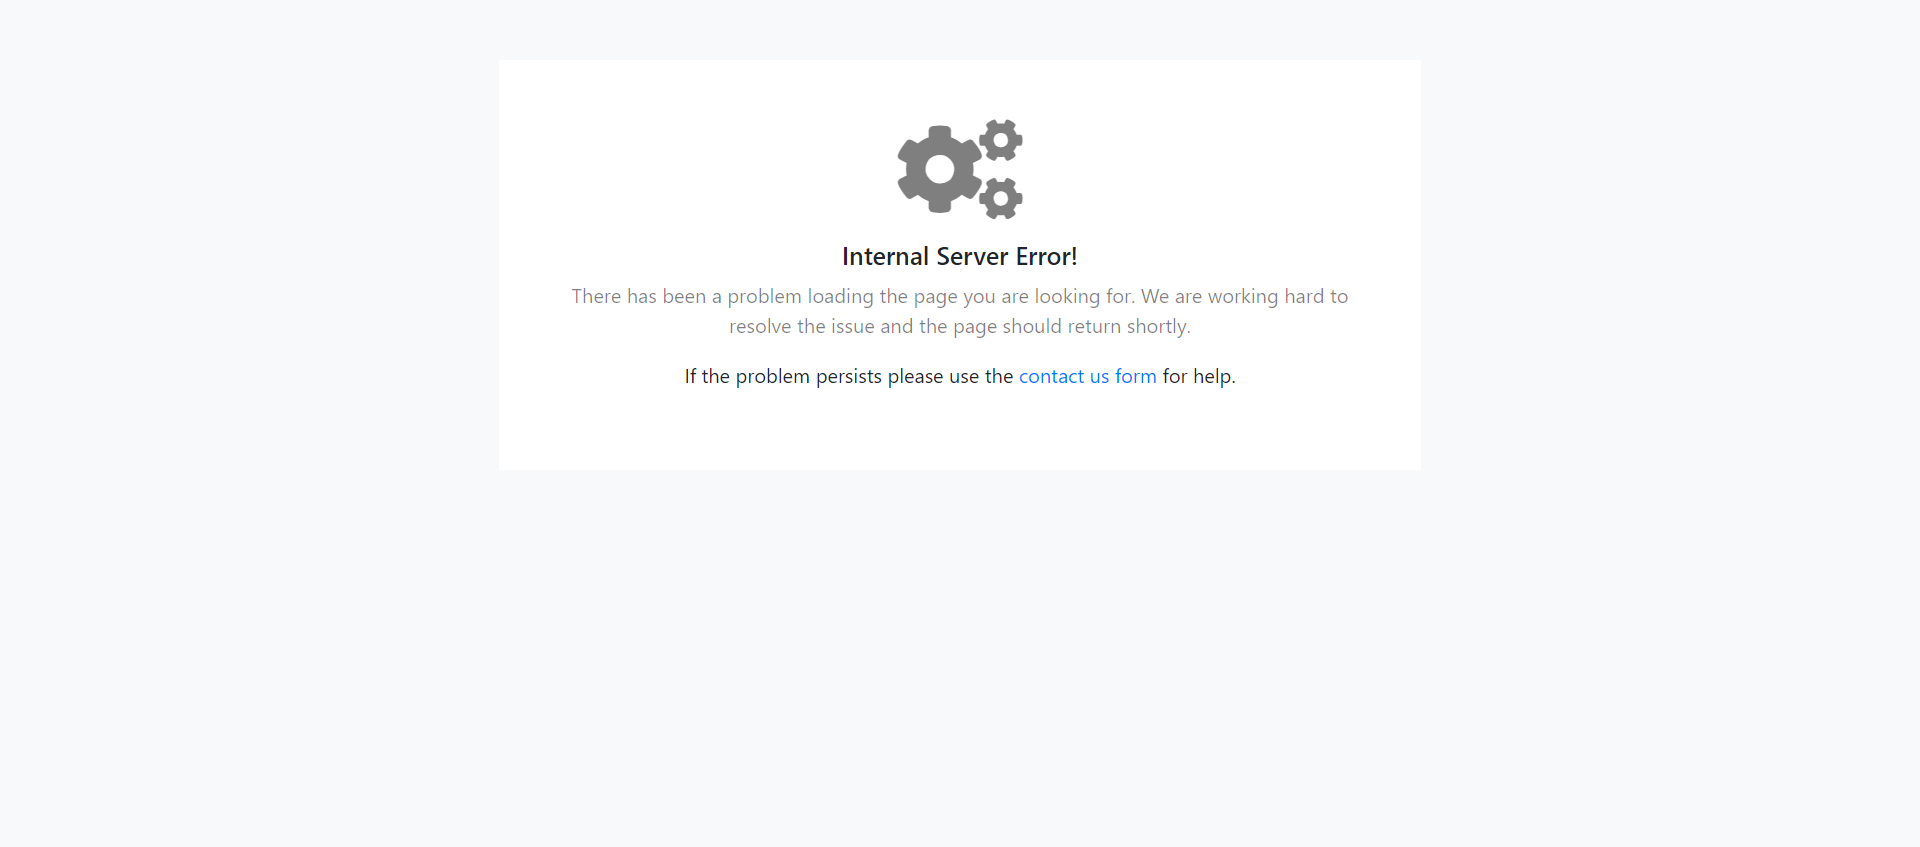 Internal Server Error!
There has been a problem loading the page you are looking for. We are working hard to
resolve the issue and the page should return shortly.
If the problem persists please use the contact us form for help.